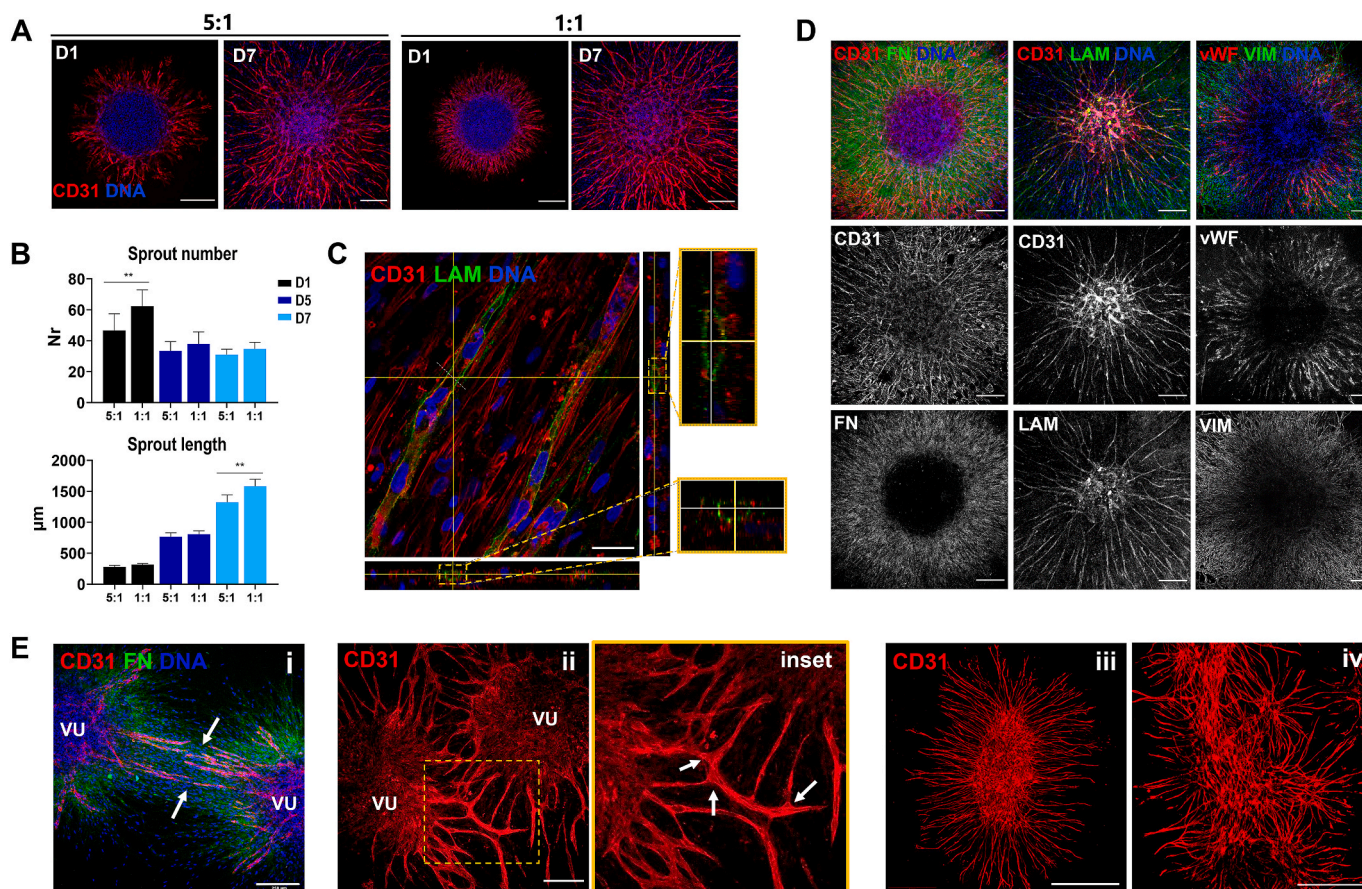 A
5:1
1:1
D1
D7
D1
D7
CD31 DNA
B
Sprout number
**
80
60
40
20
0
Nr
5:1 1:1 5:1 1:1 5:1 1:1
D1
D5
D7
Sprout length
**
2000
1500
1000
500
0
µm
5:1 1:1 5:1 1:1 5:1 1:1
C
CD31 LAM DNA
D
CD31 FN DNA
CD31 LAM DNA
vWF VIM DNA
CD31
CD31
vWF
FN
LAM
VIM
E
CD31 FN DNA
i
VU
VU
CD31
ii
VU
VU
inset
CD31
iii
iv